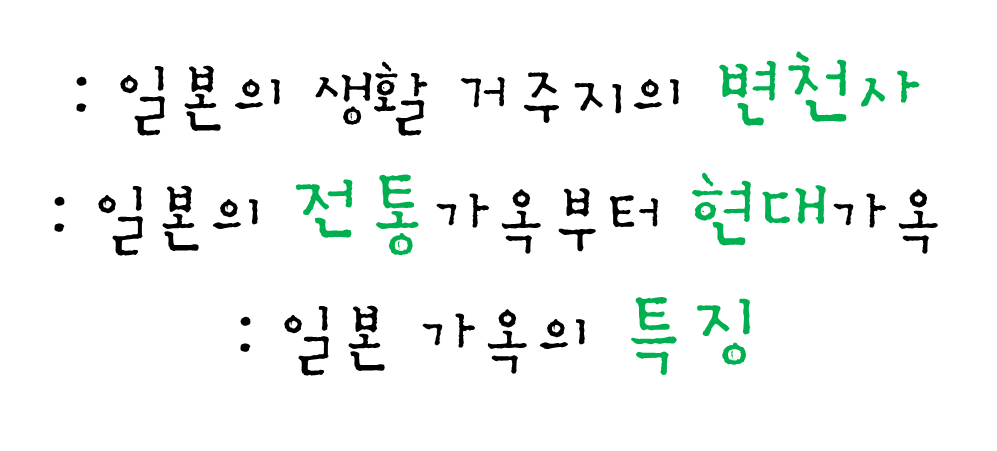 : 일본의 생활 거주지의 변천사
: 일본의 전통가옥부터 현대가옥
: 일본 가옥의 특징